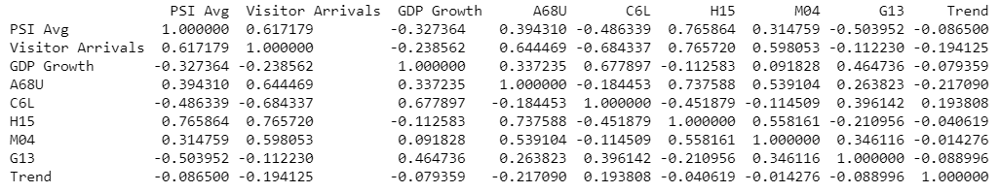 PSI Avg Visitor Arrivals GDP Growth A68U C6L H15 M04 G13 Trend
PSI Avg 1.000000 0.617179 -0.327364 0.394310 -0.486339 0.765864 0.314759 -0.503952 -0.086500
Visitor Arrivals 0.617179 1.000000 -0.238562 0.644469 -0.684337 0.765720 0.598053 -0.112230 -0.194125
GDP Growth -0.327364 -0.238562 1.000000 0.337235 0.677897 -0.112583 0.091828 0.464736 -0.079359
A68U 0.394310 0.644469 0.337235 1.000000 -0.184453 0.737588 0.539104 0.263823 -0.217090
C6L -0.486339 -0.684337 0.677897 -0.184453 1.000000 -0.451879 -0.114509 0.396142 0.193808
H15 0.765864 0.765720 -0.112583 0.737588 -0.451879 1.000000 0.558161 -0.210956 -0.040619
M04 0.314759 0.598053 0.091828 0.539104 -0.114509 0.558161 1.000000 0.346116 -0.014276
G13 -0.503952 -0.112230 0.464736 0.263823 0.396142 -0.210956 0.346116 1.000000 -0.088996
Trend -0.086500 -0.194125 -0.079359 -0.217090 0.193808 -0.040619 -0.014276 -0.088996 1.000000